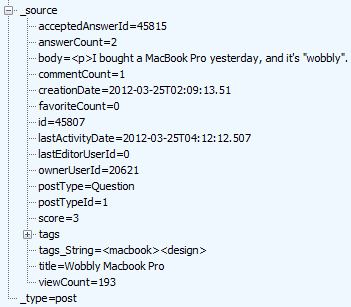 _source
acceptedAnswerId=45815
answerCount=2
body=<p>I bought a MacBook Pro yesterday, and it's "wobbly".
commentCount=1
creationDate=2012-03-25T02:09:13.51
favoriteCount=0
id=45807
lastActivityDate=2012-03-25T04:12:12.507
lastEditorUserId=0
ownerUserId=20621
postType=Question
postTypeId=1
score=3
tags
tags_String=<macbook><design>
title=Wobbly Macbook Pro
viewCount=193
_type=post